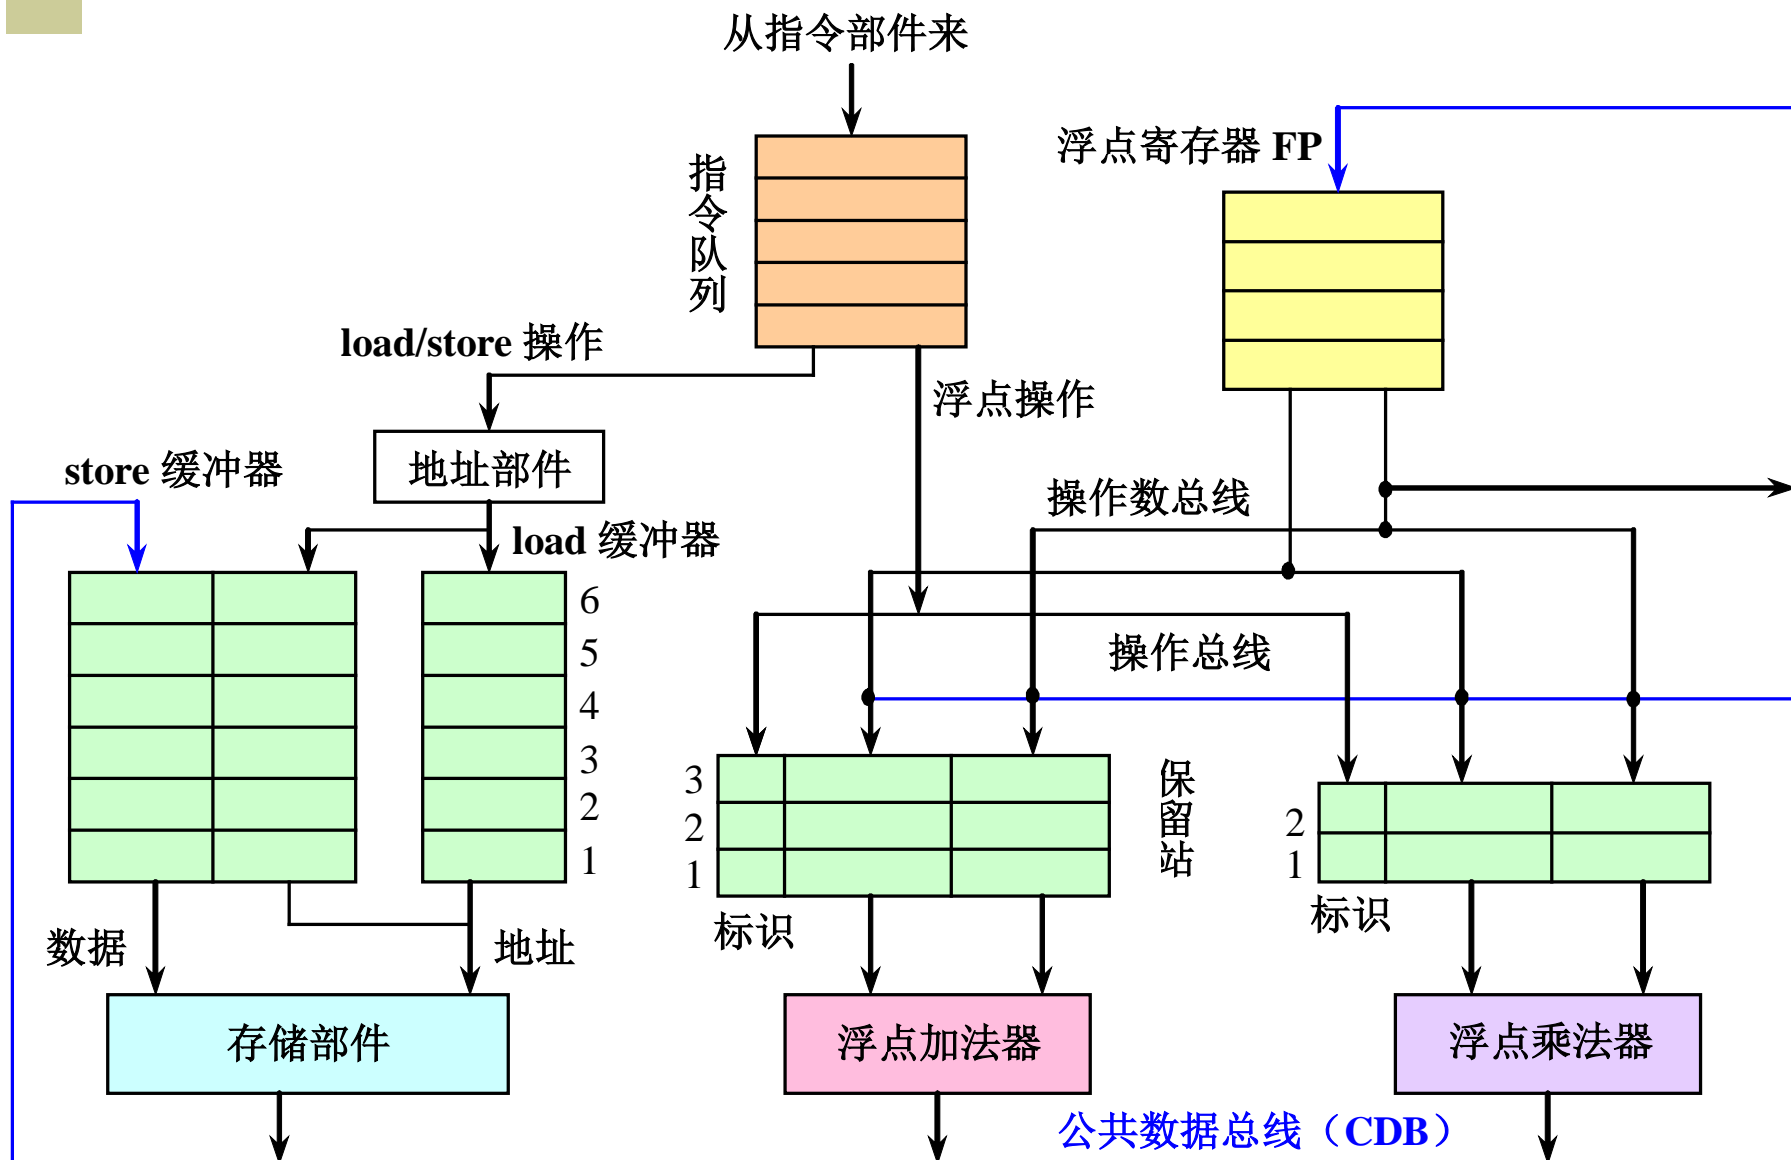 从指令部件来
浮点寄存器 FP
指令队列
load/store 操作
浮点操作
store 缓冲器
地址部件
操作数总线
load 缓冲器
6
5
4
3
2
1
操作总线
3
2
1
保留站
2
1
标识
标识
数据
地址
存储部件
浮点加法器
浮点乘法器
公共数据总线（CDB）